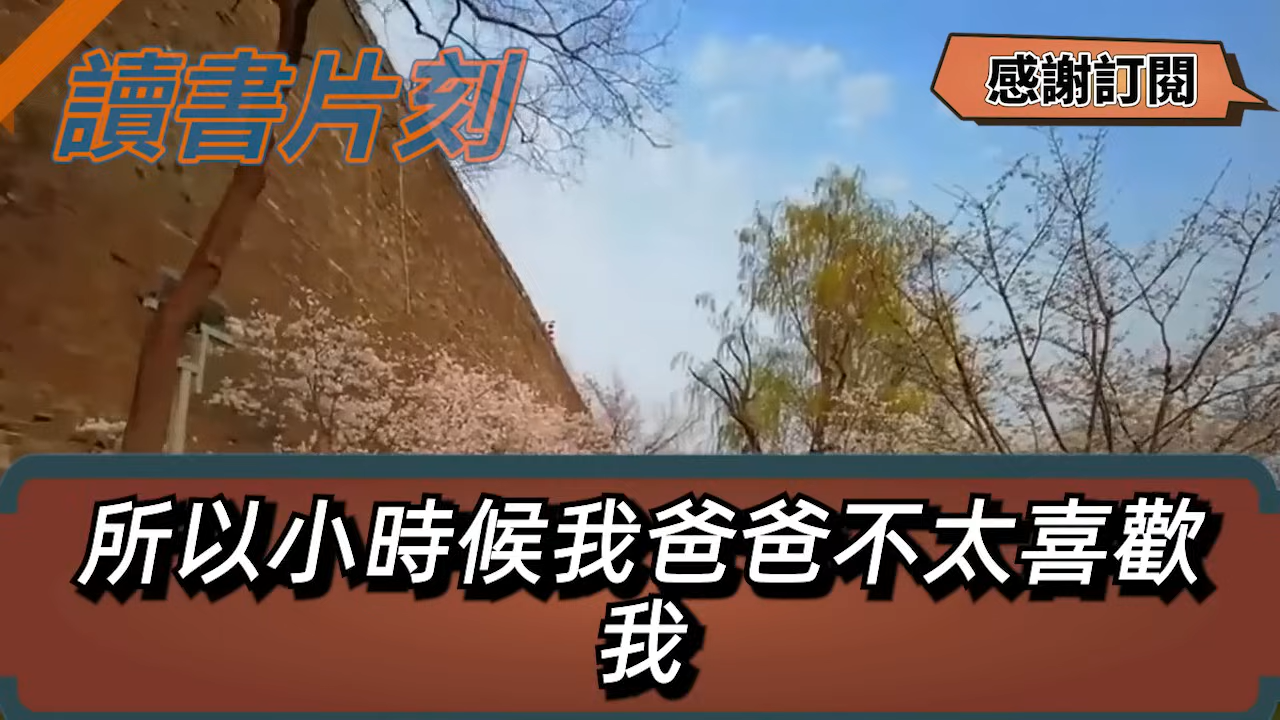 讀書片刻
感謝訂閱
所以小時候我爸爸不太喜歡
我